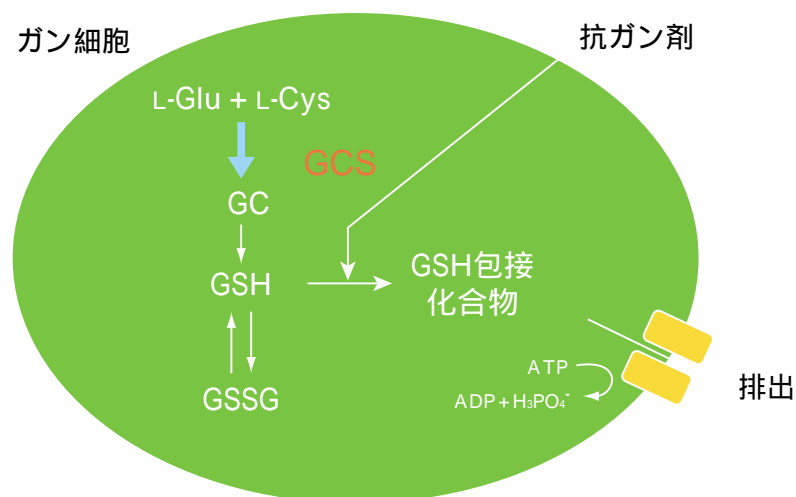 ガン細胞
抗ガン剤
L-Glu + L-Cys
GCS
GC
GSH
GSH包接
化合物
GSSG
ATP
ADP+H₃PO₄⁻
排出